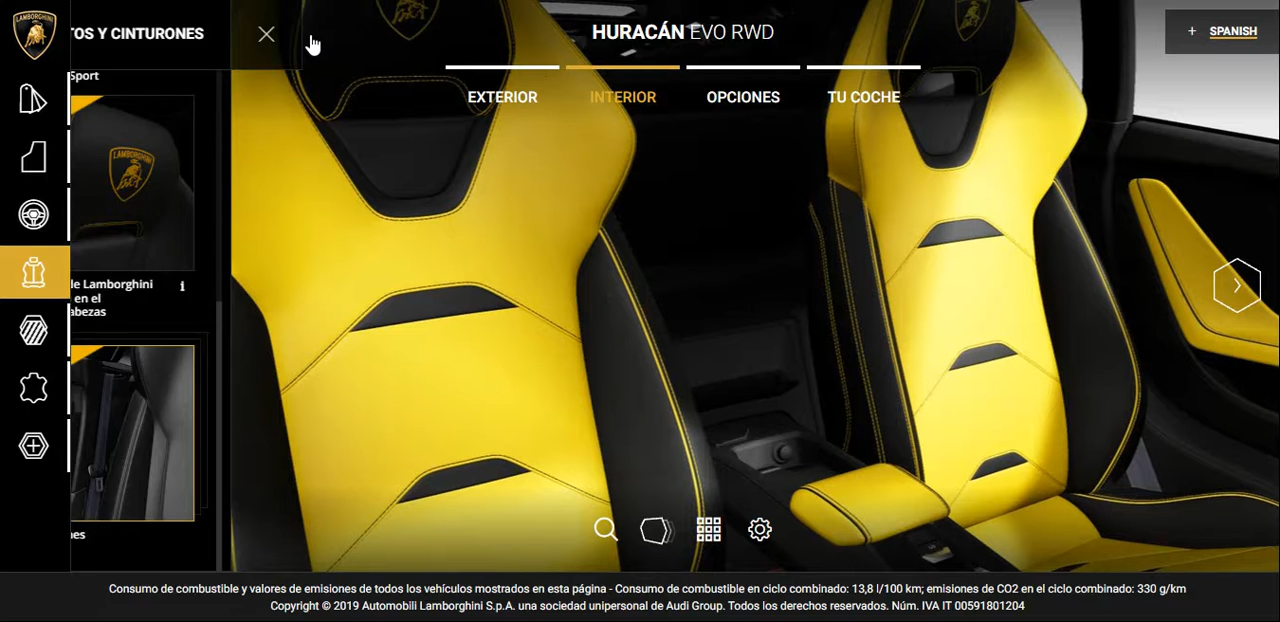 LAMBORGHINI
TOS Y CINTURONES
HURACÁN EVO RWD
+ SPANISH
EXTERIOR
INTERIOR
OPCIONES
TU COCHE
Sport
LAMBORGHINI
de Lamborghini
i
en el
abezas
nes
Consumo de combustible y valores de emisiones de todos los vehículos mostrados en esta página - Consumo de combustible en ciclo combinado: 13,8 l/100 km; emisiones de CO2 en el ciclo combinado: 330 g/km
Copyright © 2019 Automobili Lamborghini S.p.A. una sociedad unipersonal de Audi Group. Todos los derechos reservados. Núm. IVA IT 00591801204